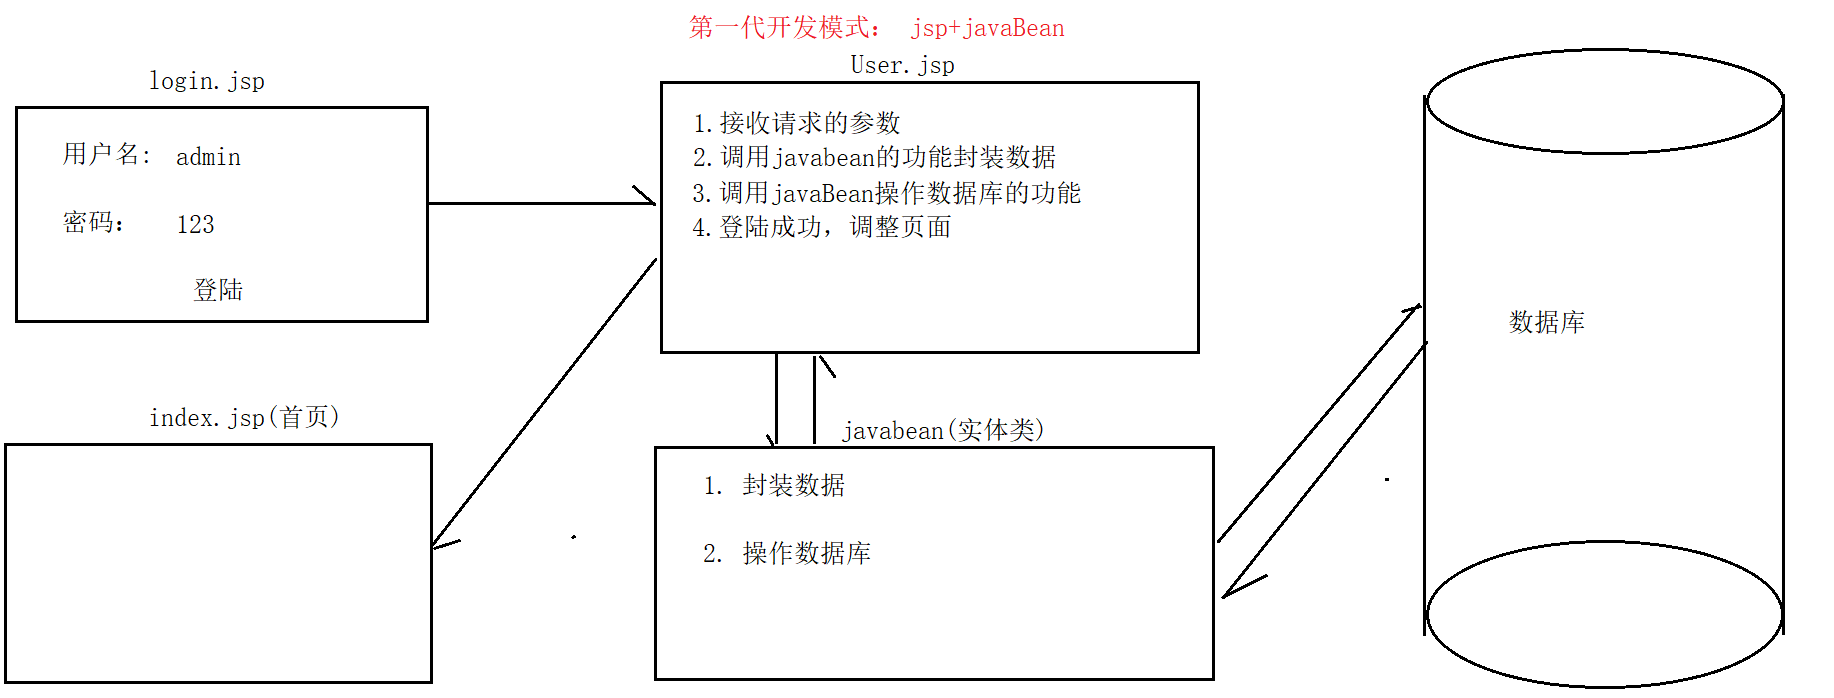 第一代开发模式： jsp+javaBean
login.jsp
用户名: admin
密码： 123
登陆
User.jsp
1.接收请求的参数
2.调用javabean的功能封装数据
3.调用javaBean操作数据库的功能
4.登陆成功，调整页面
数据库
index.jsp(首页)
javabean(实体类)
1. 封装数据
2. 操作数据库